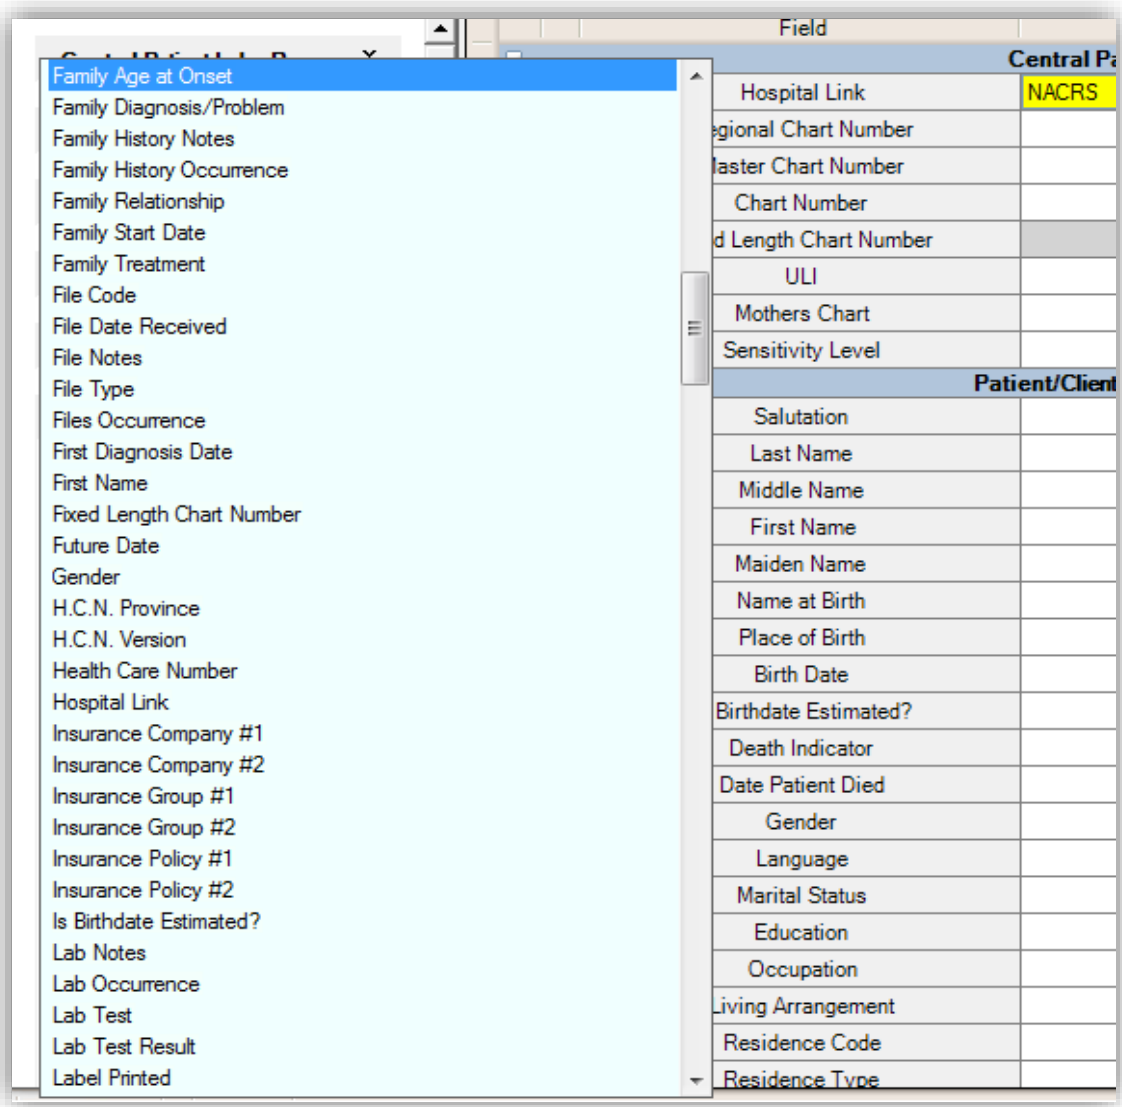 Family Age at Onset
Family Diagnosis/Problem
Family History Notes
Family History Occurrence
Family Relationship
Family Start Date
Family Treatment
File Code
File Date Received
File Notes
File Type
Files Occurrence
First Diagnosis Date
First Name
Fixed Length Chart Number
Future Date
Gender
H.C.N. Province
H.C.N. Version
Health Care Number
Hospital Link
Insurance Company #1
Insurance Company #2
Insurance Group #1
Insurance Group #2
Insurance Policy #1
Insurance Policy #2
Is Birthdate Estimated?
Lab Notes
Lab Occurrence
Lab Test
Lab Test Result
Label Printed
Field
Central Pa
Hospital Link NACRS
egional Chart Number
Master Chart Number
Chart Number
d Length Chart Number
ULI
Mothers Chart
Sensitivity Level
Patient/Client
Salutation
Last Name
Middle Name
First Name
Maiden Name
Name at Birth
Place of Birth
Birth Date
Birthdate Estimated?
Death Indicator
Date Patient Died
Gender
Language
Marital Status
Education
Occupation
Living Arrangement
Residence Code
Residence Type